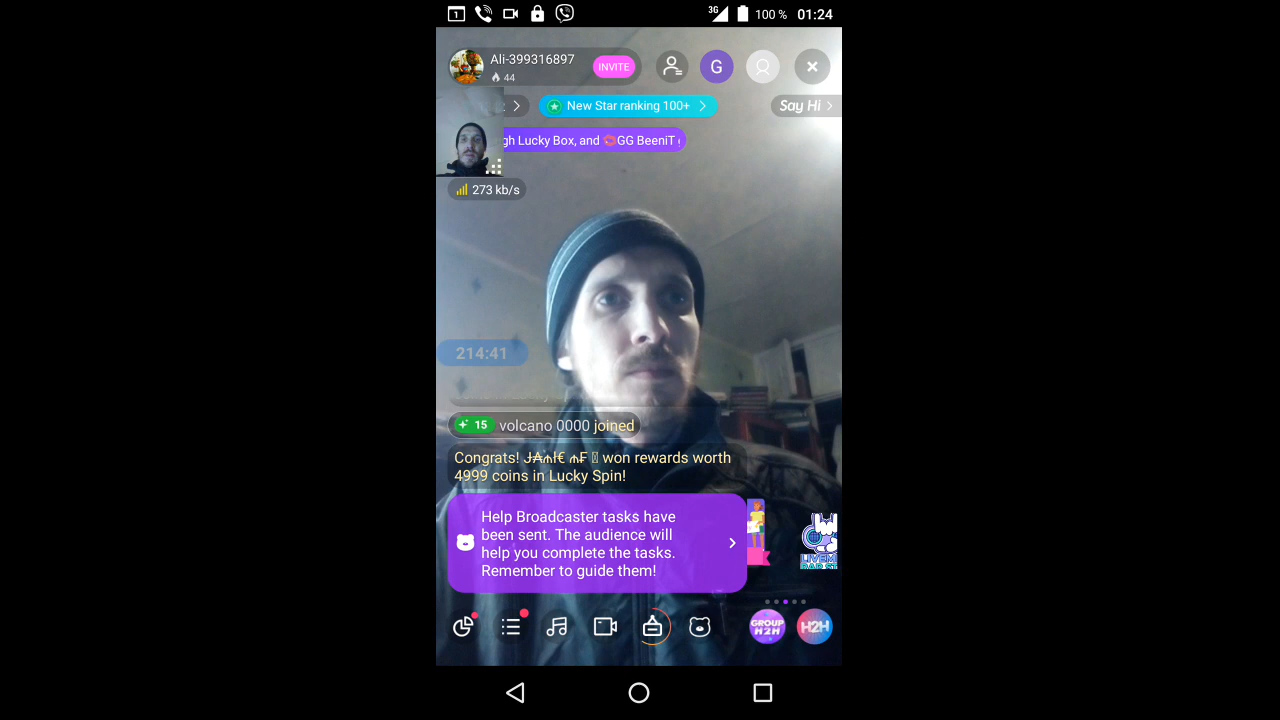 1
3G
100 %
01:24
Ali-399316897
44
INVITE
G
New Star ranking 100+
Say Hi
gh Lucky Box, and GG BeeniT
273 kb/s
214:41
15 volcano 0000 joined
Congrats! won rewards worth
4999 coins in Lucky Spin!
Help Broadcaster tasks have
been sent. The audience will
help you complete the tasks.
Remember to guide them!
GROUP
H2H
H2H